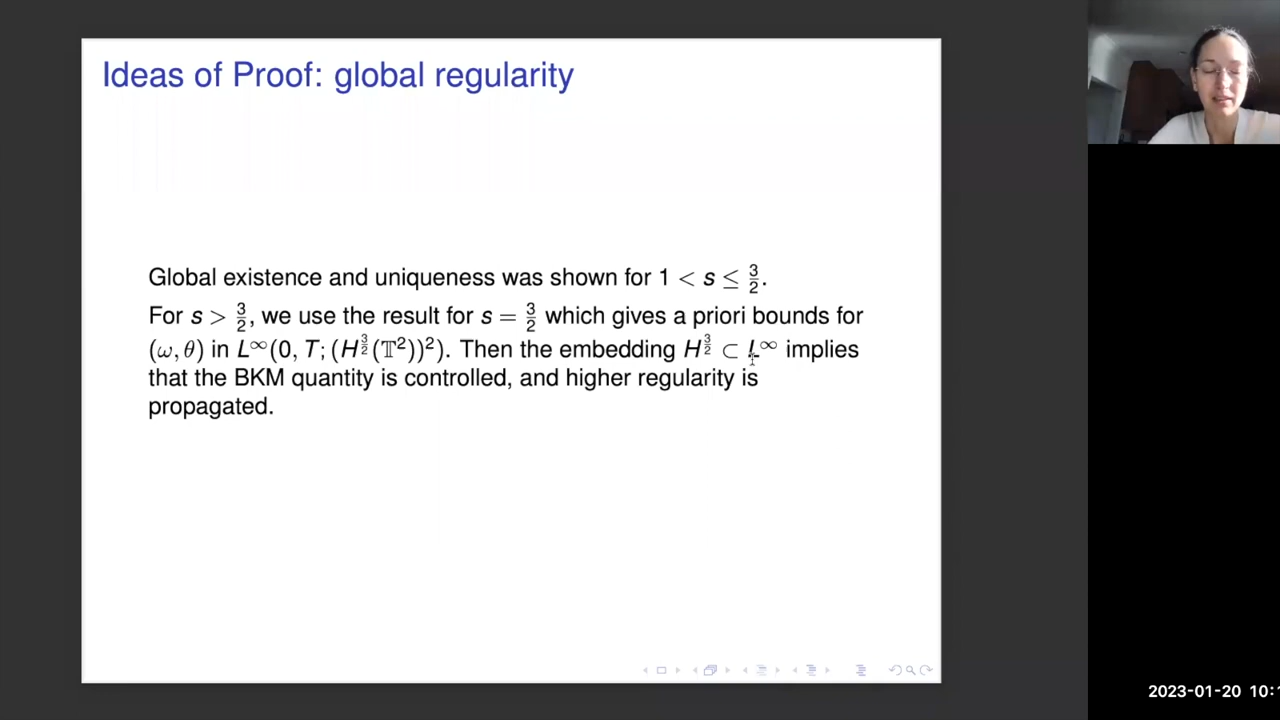 Ideas of Proof: global regularity
Global existence and uniqueness was shown for 1 < s ≤ 3/2.
For s > 3/2, we use the result for s = 3/2 which gives a priori bounds for
(ω, θ) in L^∞(0, T; (H^{3/2}(𝕋²))²). Then the embedding H^{3/2} ⊂ L^∞ implies
that the BKM quantity is controlled, and higher regularity is
propagated.
2023-01-20 10:1